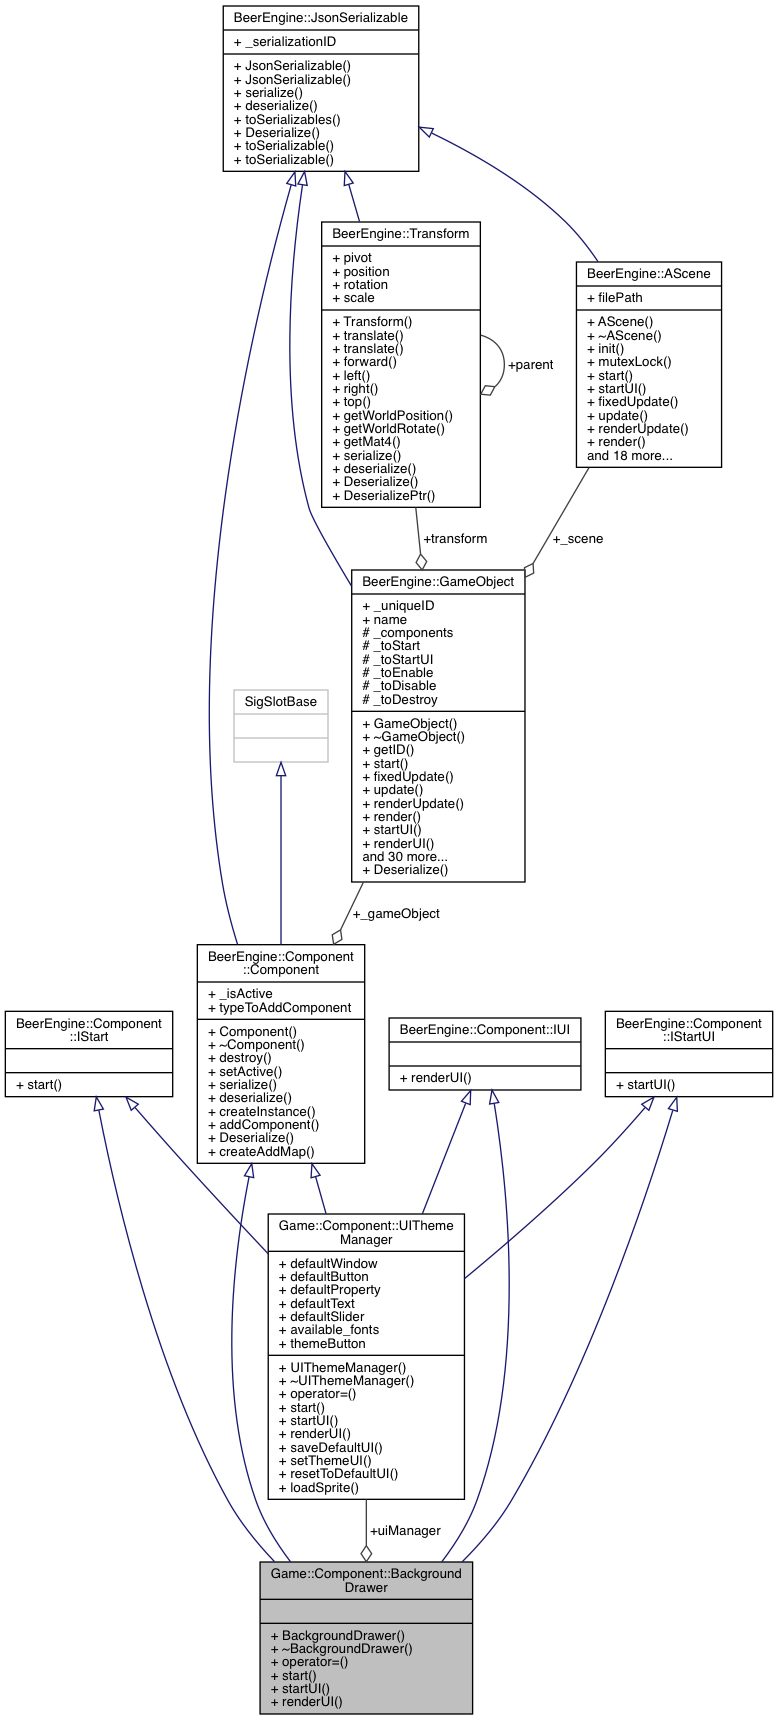 BeerEngine::JsonSerializable
+ _serializationID
+ JsonSerializable()
+ JsonSerializable()
+ serialize()
+ deserialize()
+ toSerializables()
+ Deserialize()
+ toSerializable()
+ toSerializable()
BeerEngine::Transform
+ pivot
+ position
+ rotation
+ scale
+ Transform()
+ translate()
+ translate()
+ forward()
+ left()
+ right()
+ top()
+ getWorldPosition()
+ getWorldRotate()
+ getMat4()
+ serialize()
+ deserialize()
+ Deserialize()
+ DeserializePtr()
+parent
BeerEngine::AScene
+ filePath
+ AScene()
+ ~AScene()
+ init()
+ mutexLock()
+ start()
+ startUI()
+ fixedUpdate()
+ update()
+ renderUpdate()
+ render()
and 18 more...
+transform
+_scene
BeerEngine::GameObject
+ _uniqueID
+ name
# _components
# _toStart
# _toStartUI
# _toEnable
# _toDisable
# _toDestroy
+ GameObject()
+ ~GameObject()
+ getID()
+ start()
+ fixedUpdate()
+ update()
+ renderUpdate()
+ render()
+ startUI()
+ renderUI()
and 30 more...
+ Deserialize()
SigSlotBase
+_gameObject
BeerEngine::Component
::Component
+ _isActive
+ typeToAddComponent
+ Component()
+ ~Component()
+ destroy()
+ setActive()
+ serialize()
+ deserialize()
+ createInstance()
+ addComponent()
+ Deserialize()
+ createAddMap()
BeerEngine::Component
::IStart
+ start()
BeerEngine::Component::IUI
+ renderUI()
BeerEngine::Component
::IStartUI
+ startUI()
Game::Component::UITheme
Manager
+ defaultWindow
+ defaultButton
+ defaultProperty
+ defaultText
+ defaultSlider
+ available_fonts
+ themeButton
+ UIThemeManager()
+ ~UIThemeManager()
+ operator=()
+ start()
+ startUI()
+ renderUI()
+ saveDefaultUI()
+ setThemeUI()
+ resetToDefaultUI()
+ loadSprite()
+uiManager
Game::Component::Background
Drawer
+ BackgroundDrawer()
+ ~BackgroundDrawer()
+ operator=()
+ start()
+ startUI()
+ renderUI()